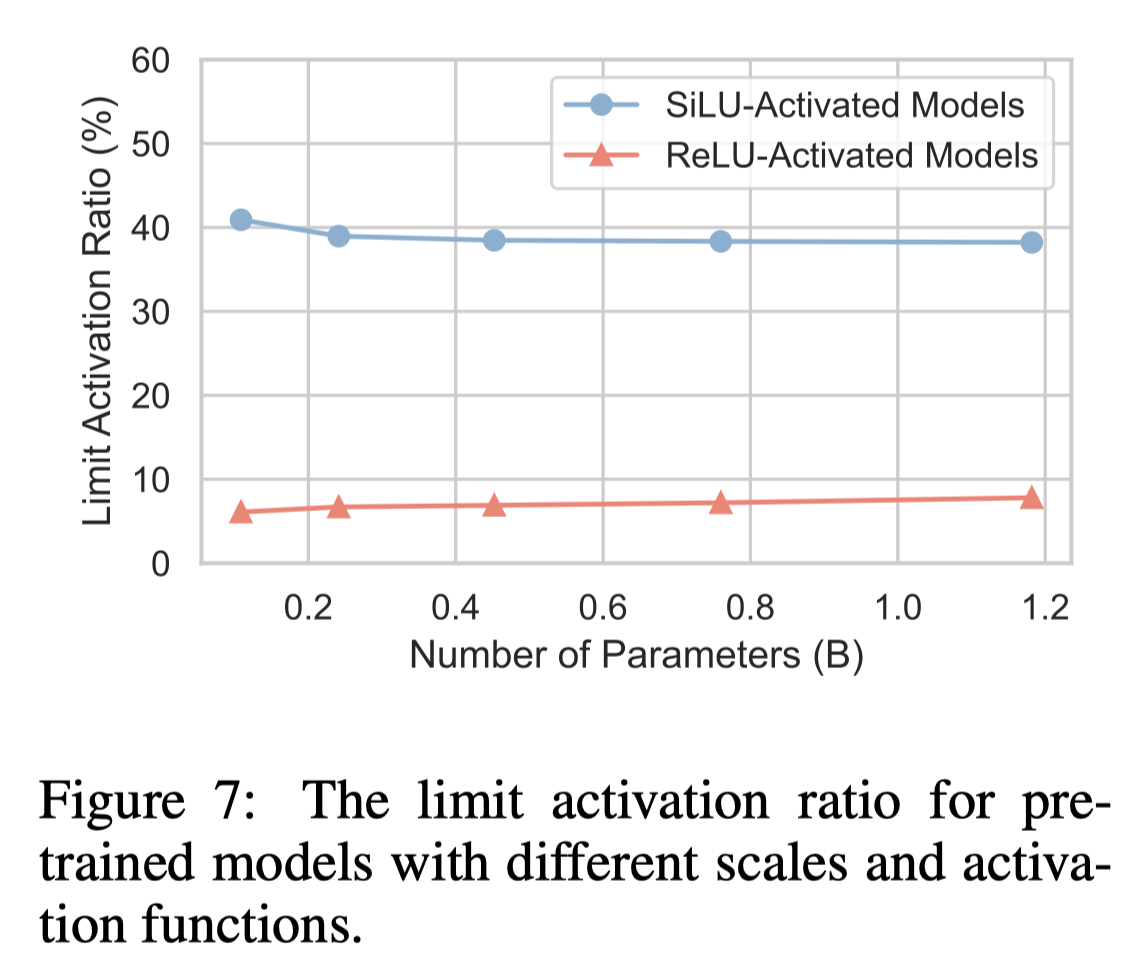 60
50
40
30
20
10
0
Limit Activation Ratio (%)
SiLU-Activated Models
ReLU-Activated Models
0.2 0.4 0.6 0.8 1.0 1.2
Number of Parameters (B)
Figure 7: The limit activation ratio for pre-
trained models with different scales and activa-
tion functions.